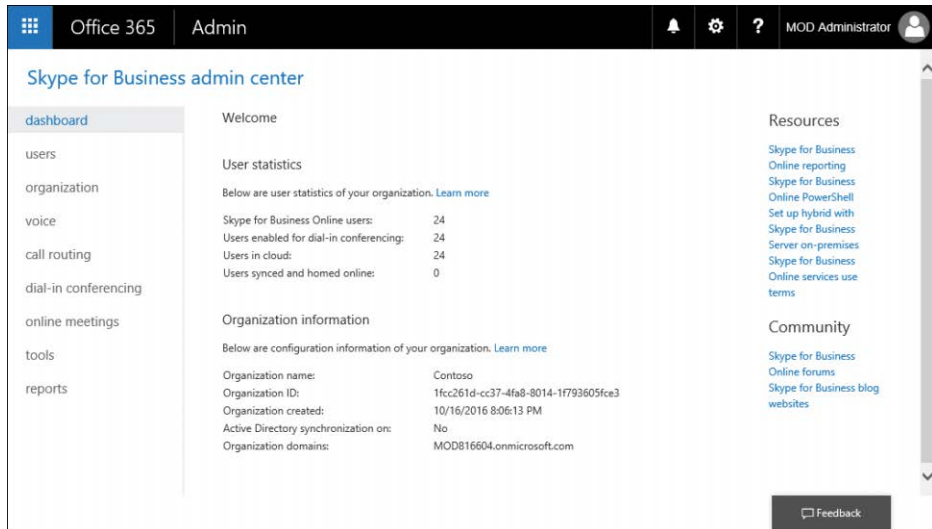 Office 365
Admin
?
MOD Administrator
Skype for Business admin center
dashboard
users
organization
voice
call routing
dial-in conferencing
online meetings
tools
reports
Welcome
User statistics
Below are user statistics of your organization. Learn more
Skype for Business Online users: 24
Users enabled for dial-in conferencing: 24
Users in cloud: 24
Users synced and homed online: 0
Organization information
Below are configuration information of your organization. Learn more
Organization name: Contoso
Organization ID: 1fcc261d-cc37-4fa8-8014-1f793605fce3
Organization created: 10/16/2016 8:06:13 PM
Active Directory synchronization on: No
Organization domains: MOD816604.onmicrosoft.com
Resources
Skype for Business
Online reporting
Skype for Business
Online PowerShell
Set up hybrid with
Skype for Business
Server on-premises
Skype for Business
Online services use
terms
Community
Skype for Business
Online forums
Skype for Business blog
websites
Feedback